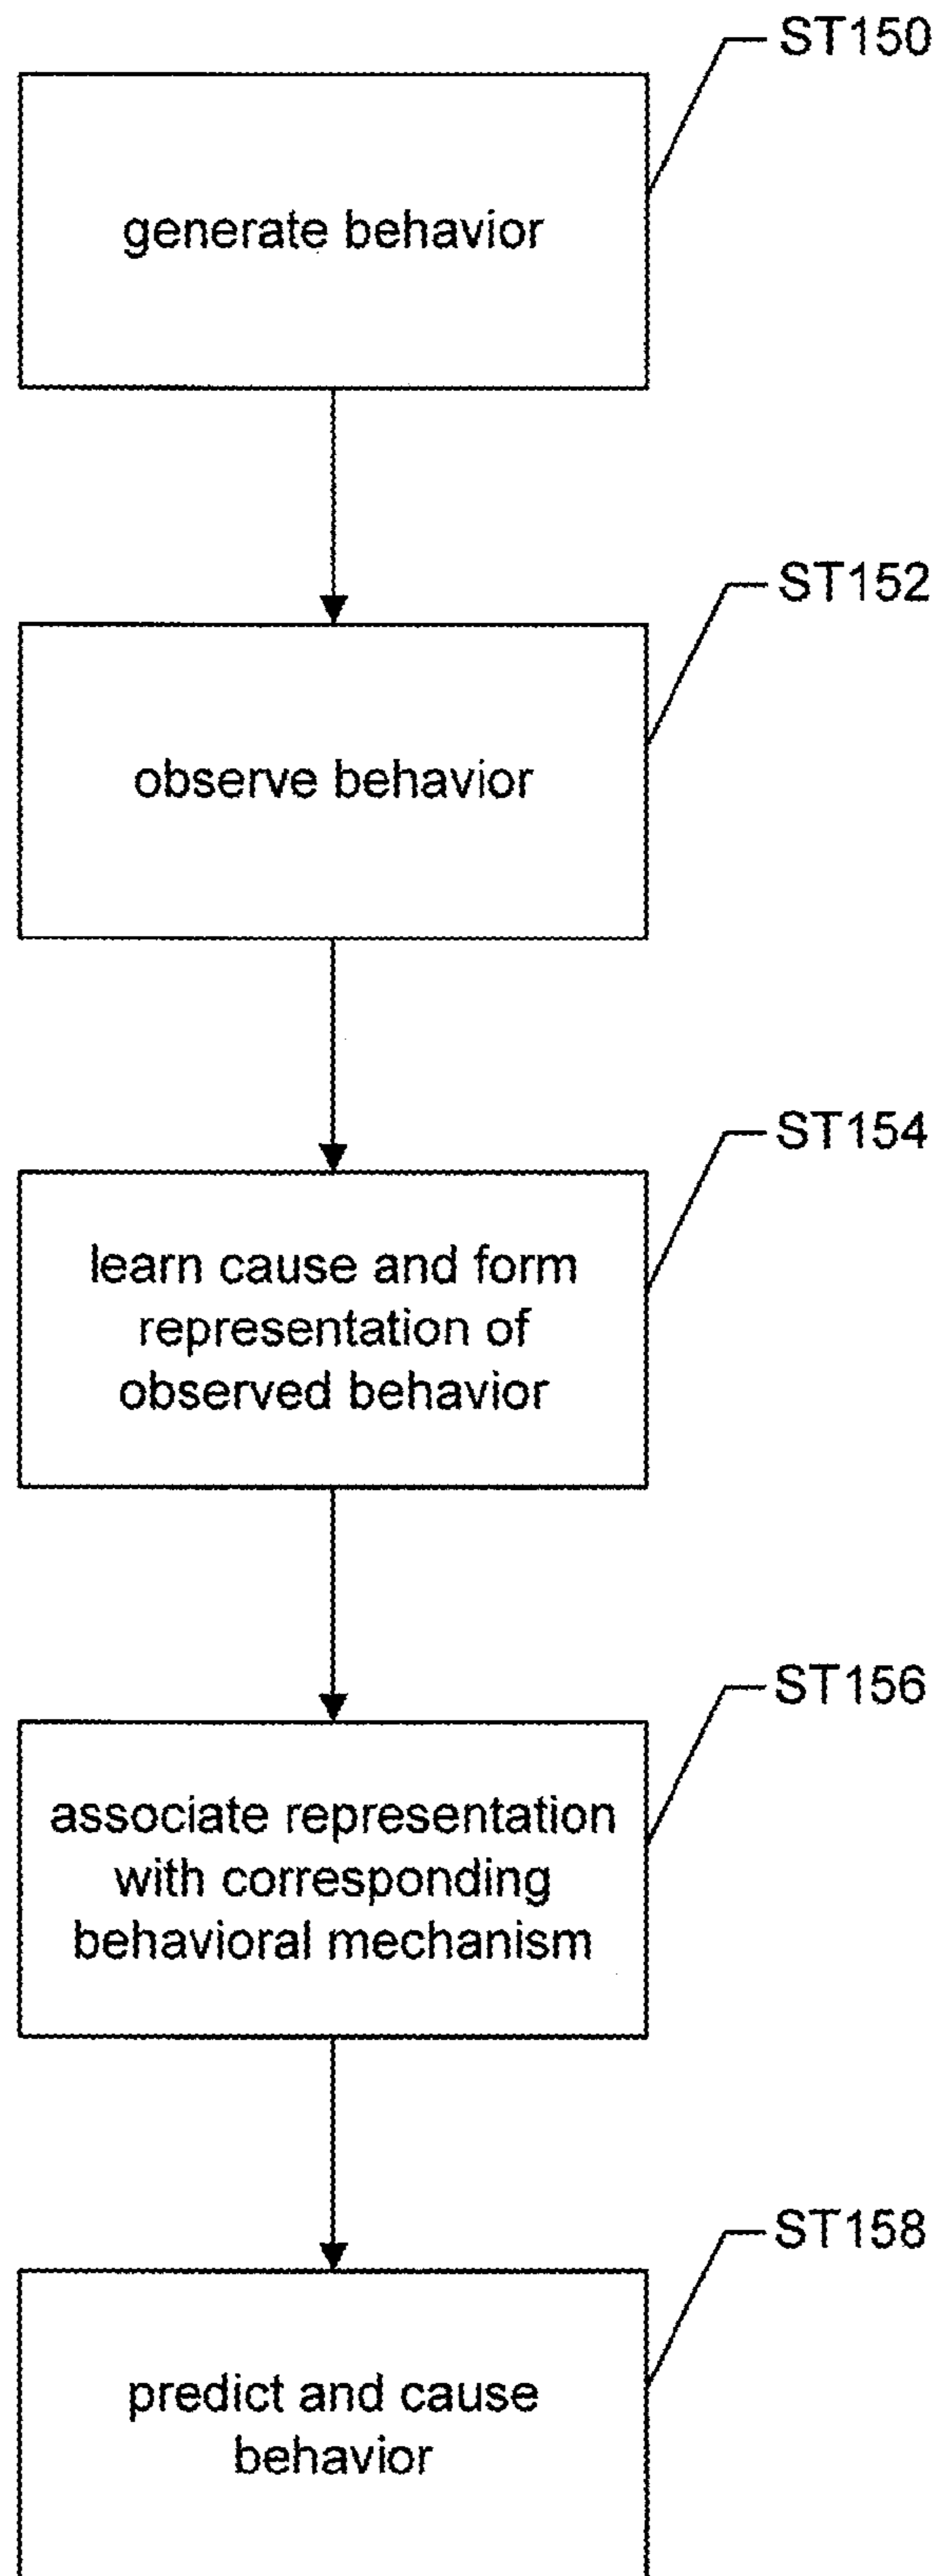 ST150
generate behavior
ST152
observe behavior
ST154
learn cause and form
representation of
observed behavior
ST156
associate representation
with corresponding
behavioral mechanism
ST158
predict and cause
behavior